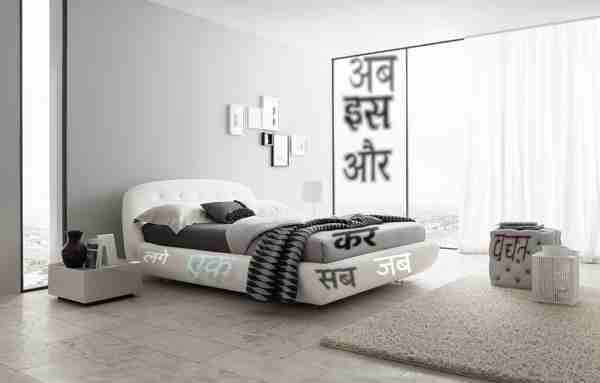 अब
इस
और
कर
वचन
लगे एक सब जब